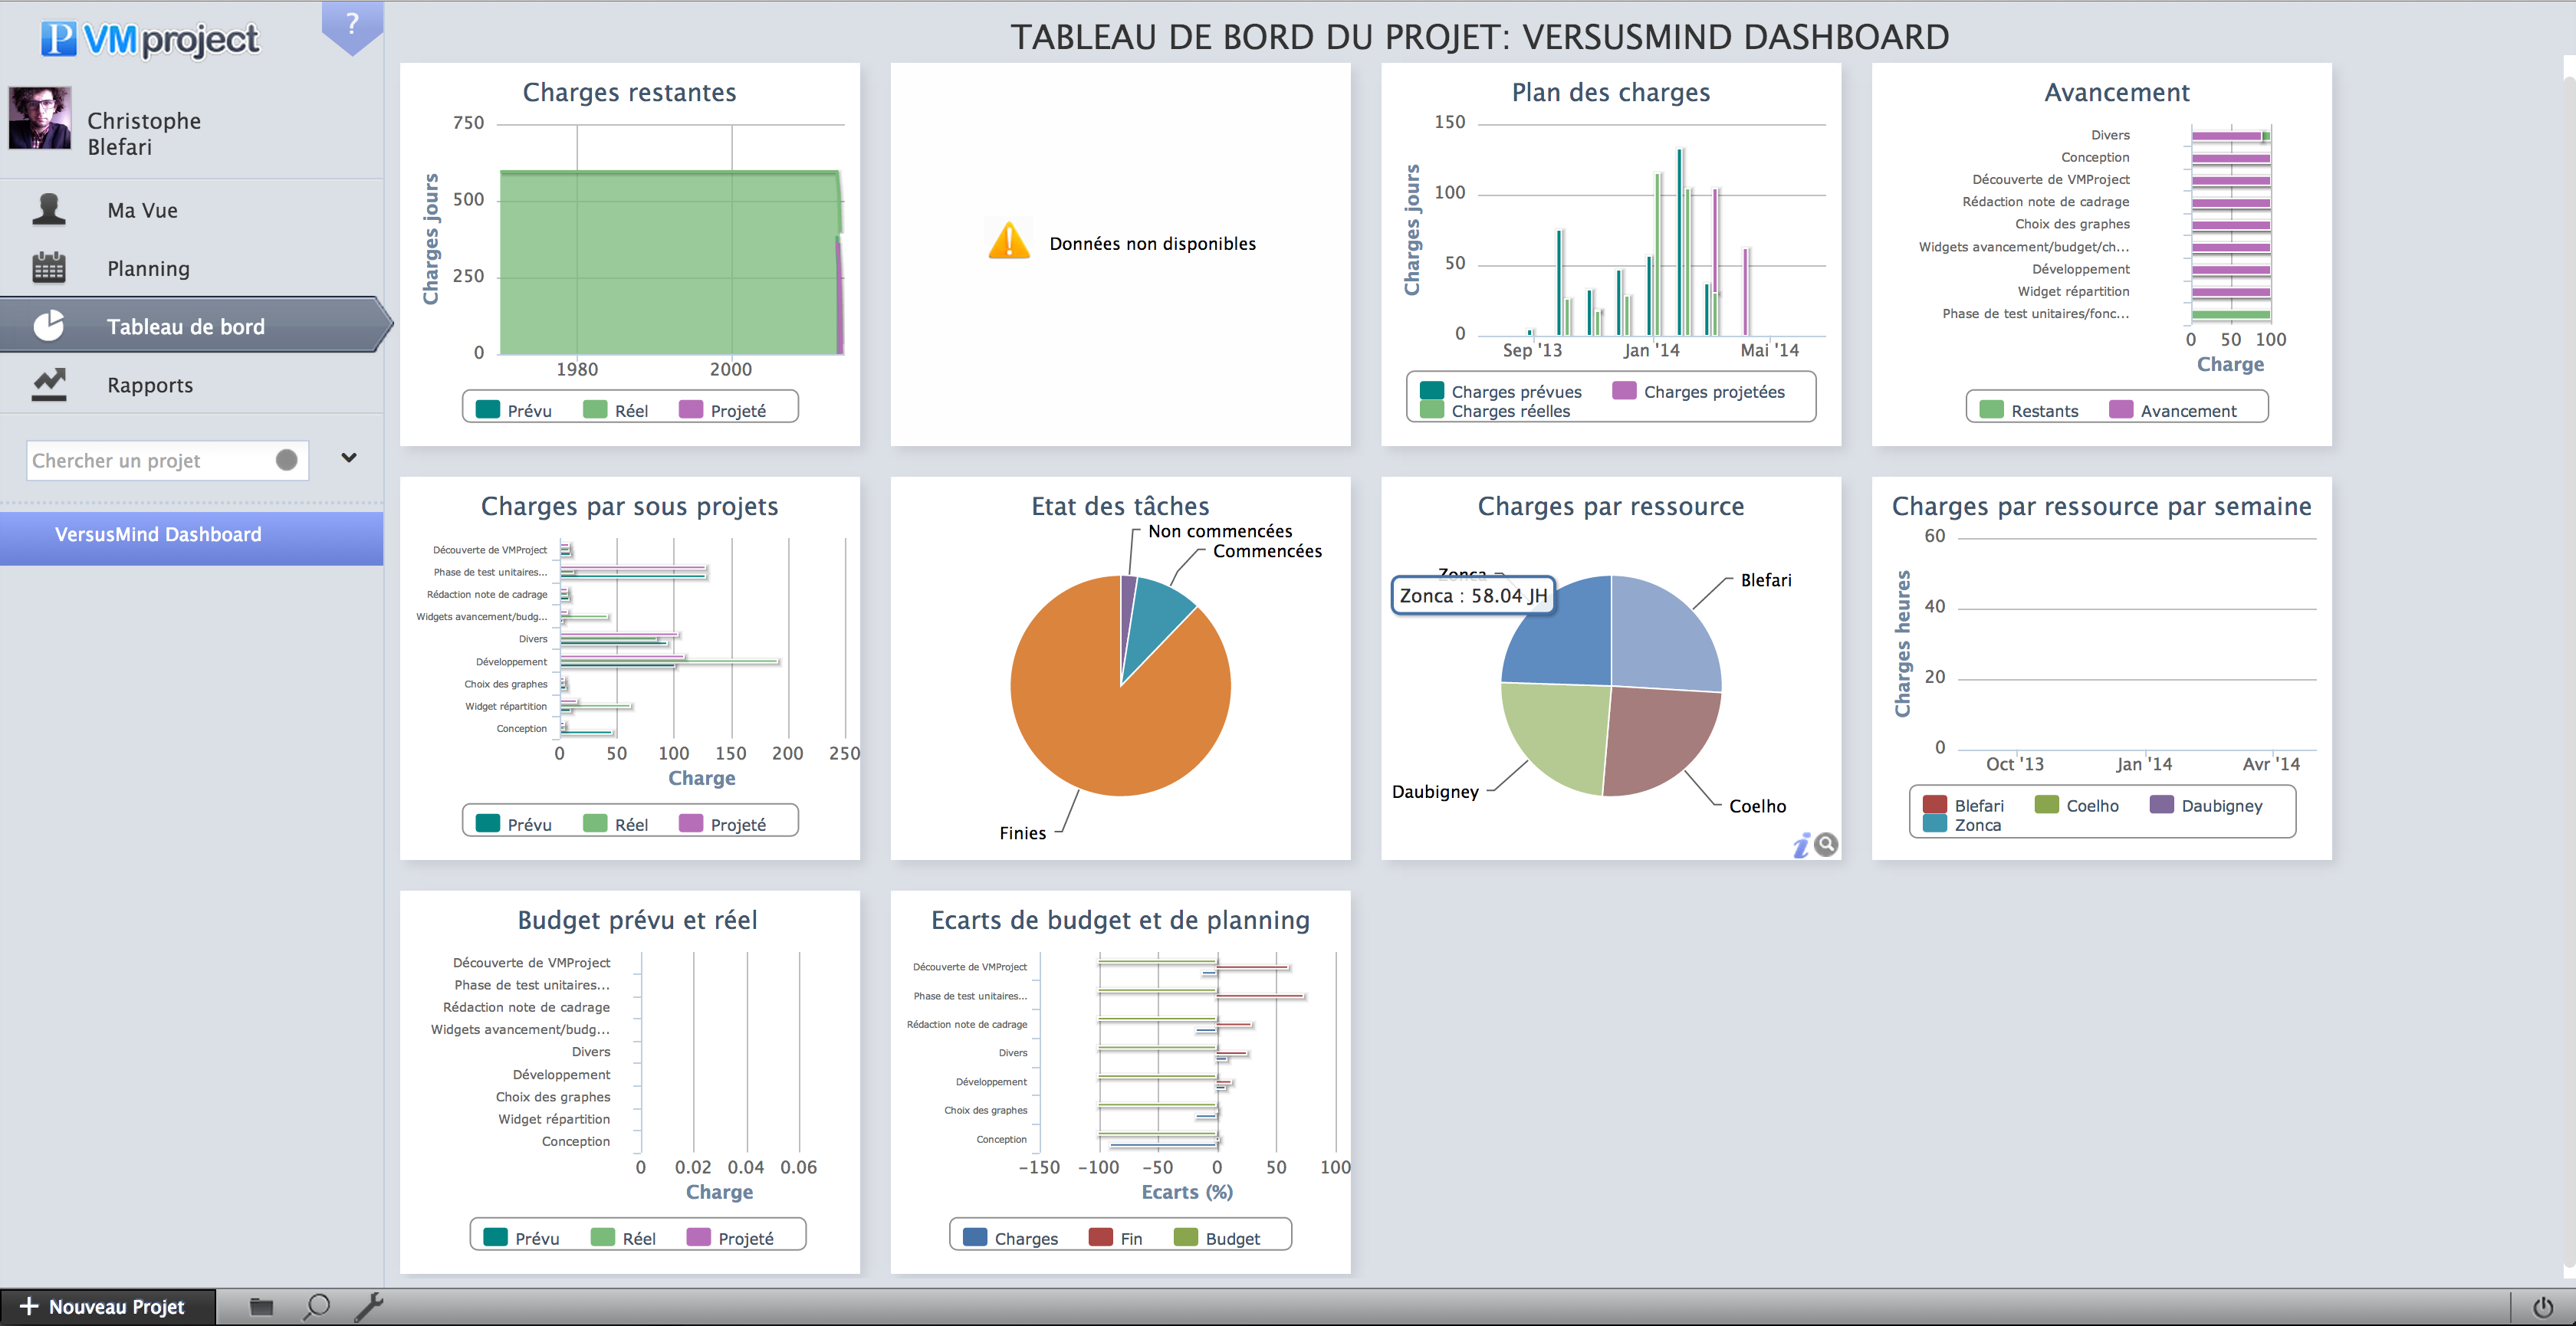 P VMproject
?
Christophe
Blefari
Ma Vue
Planning
Tableau de bord
Rapports
Chercher un projet
VersusMind Dashboard
TABLEAU DE BORD DU PROJET: VERSUSMIND DASHBOARD
Charges restantes
Charges jours
750
500
250
0
1980 2000
Prévu Réel Projeté
Données non disponibles
Plan des charges
Charges jours
150
100
50
0
Sep '13 Jan '14 Mai '14
Charges prévues Charges projetées
Charges réelles
Avancement
Divers
Conception
Découverte de VMProject
Rédaction note de cadrage
Choix des graphes
Widgets avancement/budget/ch...
Développement
Widget répartition
Phase de test unitaires/fonc...
0 50 100
Charge
Restants Avancement
Charges par sous projets
Découverte de VMProject
Phase de test unitaires...
Rédaction note de cadrage
Widgets avancement/budg...
Divers
Développement
Choix des graphes
Widget répartition
Conception
0 50 100 150 200 250
Charge
Prévu Réel Projeté
Etat des tâches
Non commencées
Commencées
Finies
Charges par ressource
Zonca
Zonca : 58.04 JH
Blefari
Daubigney
Coelho
i
Charges par ressource par semaine
Charges heures
60
40
20
0
Oct '13 Jan '14 Avr '14
Blefari Coelho Daubigney
Zonca
Budget prévu et réel
Découverte de VMProject
Phase de test unitaires...
Rédaction note de cadrage
Widgets avancement/budg...
Divers
Développement
Choix des graphes
Widget répartition
Conception
0 0.02 0.04 0.06
Charge
Prévu Réel Projeté
Ecarts de budget et de planning
Découverte de VMProject
Phase de test unitaires...
Rédaction note de cadrage
Divers
Développement
Choix des graphes
Conception
-150 -100 -50 0 50 100
Ecarts (%)
Charges Fin Budget
+ Nouveau Projet